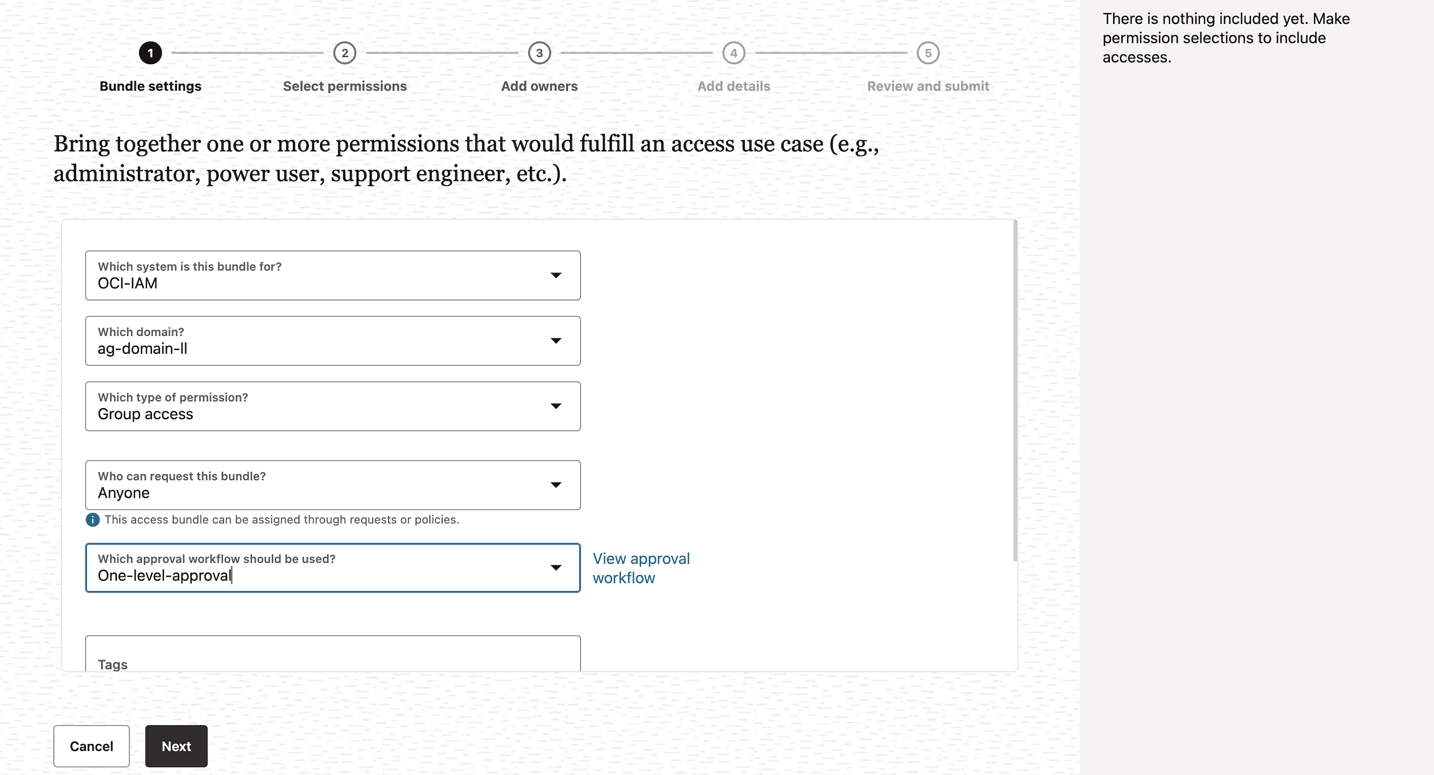 1
2
3
4
5
Bundle settings
Select permissions
Add owners
Add details
Review and submit
Bring together one or more permissions that would fulfill an access use case (e.g.,
administrator, power user, support engineer, etc.).
Which system is this bundle for?
OCI-IAM
Which domain?
ag-domain-ll
Which type of permission?
Group access
Who can request this bundle?
Anyone
This access bundle can be assigned through requests or policies.
Which approval workflow should be used?
One-level-approval
View approval
workflow
Tags
Cancel
Next
There is nothing included yet. Make
permission selections to include
accesses.